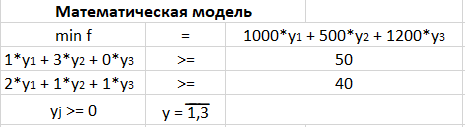 Математическая модель
min f = 1000*y1 + 500*y2 + 1200*y3
1*y1 + 3*y2 + 0*y3 >= 50
2*y1 + 1*y2 + 1*y3 >= 40
yj >= 0 y = 1,3